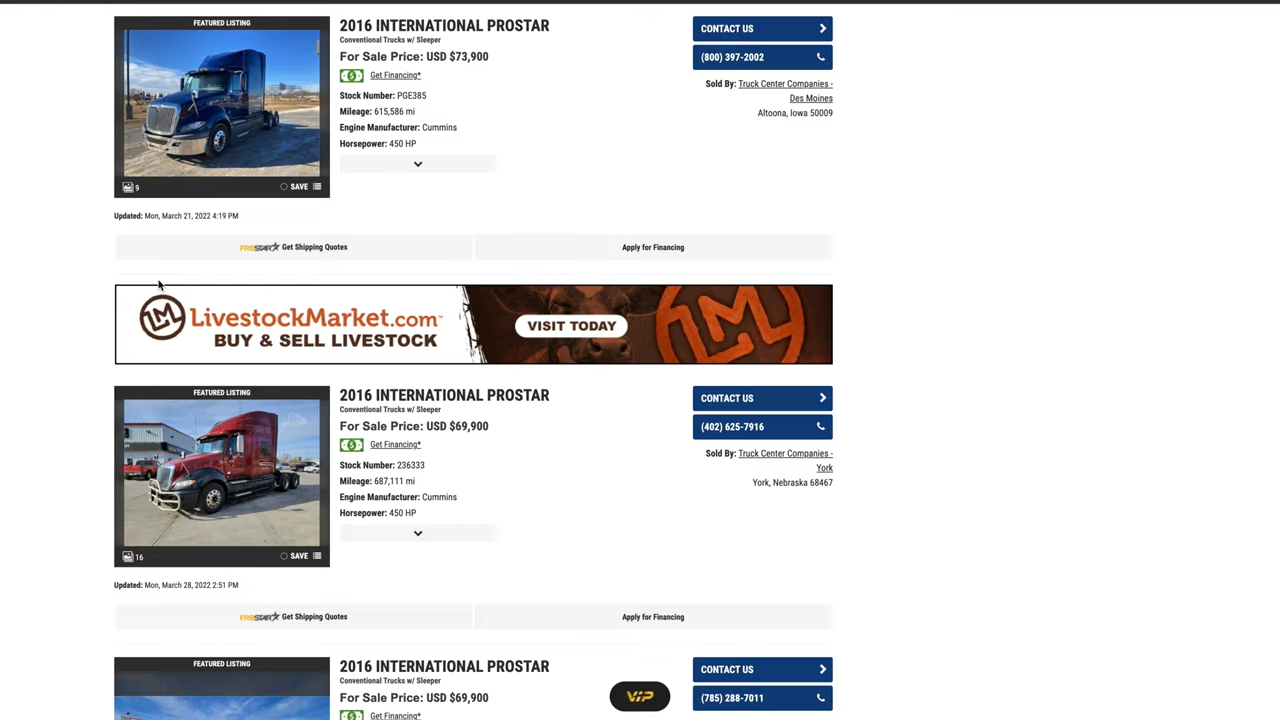 FEATURED LISTING
9
SAVE
Updated: Mon, March 21, 2022 4:19 PM
2016 INTERNATIONAL PROSTAR
Conventional Trucks w/ Sleeper
For Sale Price: USD $73,900
Get Financing*
Stock Number: PGE385
Mileage: 615,586 mi
Engine Manufacturer: Cummins
Horsepower: 450 HP
CONTACT US
(800) 397-2002
Sold By: Truck Center Companies -
Des Moines
Altoona, Iowa 50009
Get Shipping Quotes
Apply for Financing
LM
LivestockMarket.com
BUY & SELL LIVESTOCK
VISIT TODAY
LM
FEATURED LISTING
16
SAVE
Updated: Mon, March 28, 2022 2:51 PM
2016 INTERNATIONAL PROSTAR
Conventional Trucks w/ Sleeper
For Sale Price: USD $69,900
Get Financing*
Stock Number: 236333
Mileage: 687,111 mi
Engine Manufacturer: Cummins
Horsepower: 450 HP
CONTACT US
(402) 625-7916
Sold By: Truck Center Companies -
York
York, Nebraska 68467
Get Shipping Quotes
Apply for Financing
FEATURED LISTING
2016 INTERNATIONAL PROSTAR
For Sale Price: USD $69,900
Get Financing*
CONTACT US
(785) 288-7011
VIP